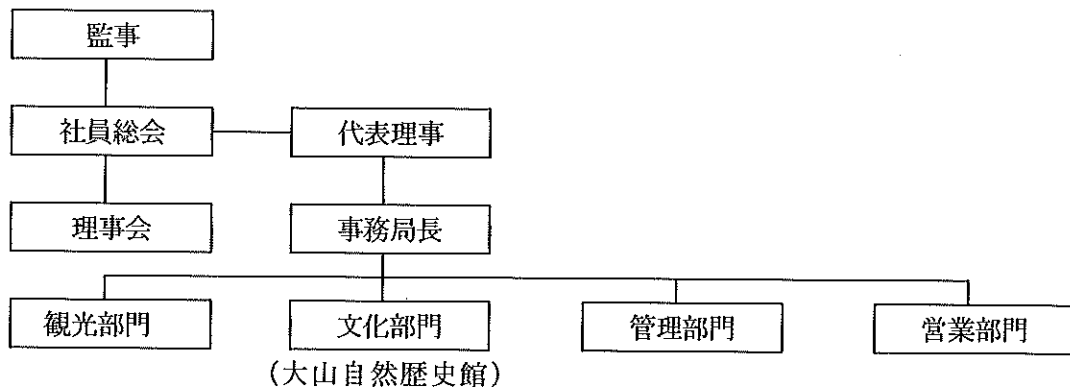 監事
社員総会
代表理事
理事会
事務局長
観光部門
文化部門
管理部門
営業部門
(大山自然歴史館)